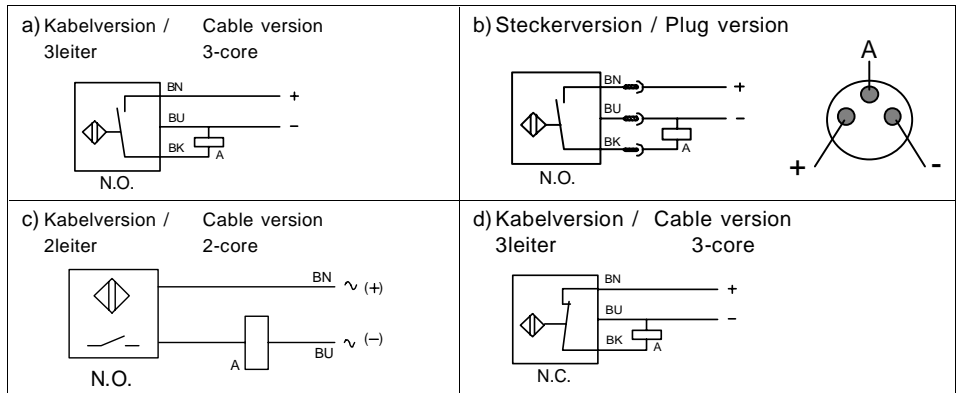 a) Kabelversion / Cable version
3leiter 3-core
BN
+
BU
−
BK
A
N.O.
b) Steckerversion / Plug version
BN
+
BU
−
BK
A
N.O.
A
+ -
c) Kabelversion / Cable version
2leiter 2-core
BN ~ (+)
A
BU ~ (−)
N.O.
d) Kabelversion / Cable version
3leiter 3-core
BN
+
BU
−
BK
A
N.C.